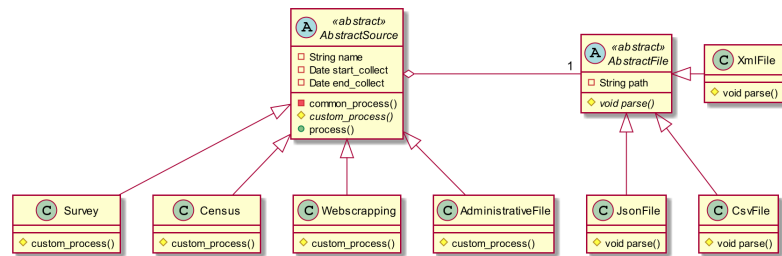 A
«abstract»
AbstractSource
String name
Date start_collect
Date end_collect
common_process()
custom_process()
process()
1
A
«abstract»
AbstractFile
String path
void parse()
C XmlFile
void parse()
C Survey
custom_process()
C Census
custom_process()
C Webscrapping
custom_process()
C AdministrativeFile
custom_process()
C JsonFile
void parse()
C CsvFile
void parse()